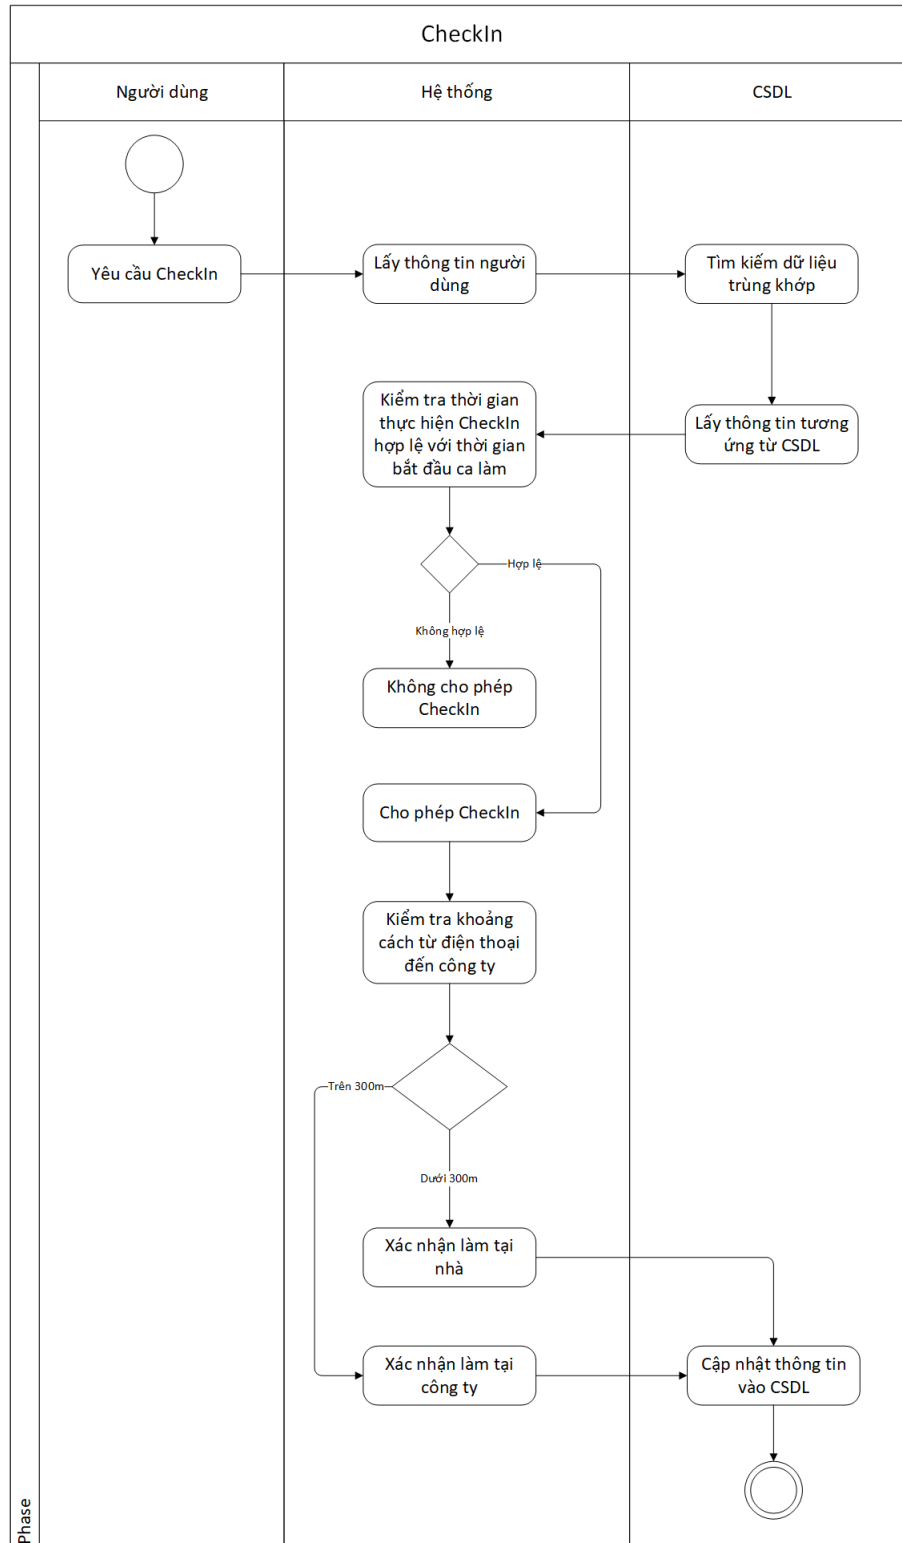 CheckIn
Người dùng
Hệ thống
CSDL
Yêu cầu CheckIn
Lấy thông tin người
dùng
Tìm kiếm dữ liệu
trùng khớp
Kiểm tra thời gian
thực hiện CheckIn
hợp lệ với thời gian
bắt đầu ca làm
Lấy thông tin tương
ứng từ CSDL
Hợp lệ
Không hợp lệ
Không cho phép
CheckIn
Cho phép CheckIn
Kiểm tra khoảng
cách từ điện thoại
đến công ty
Trên 300m
Dưới 300m
Xác nhận làm tại
nhà
Xác nhận làm tại
công ty
Cập nhật thông tin
vào CSDL
Phase